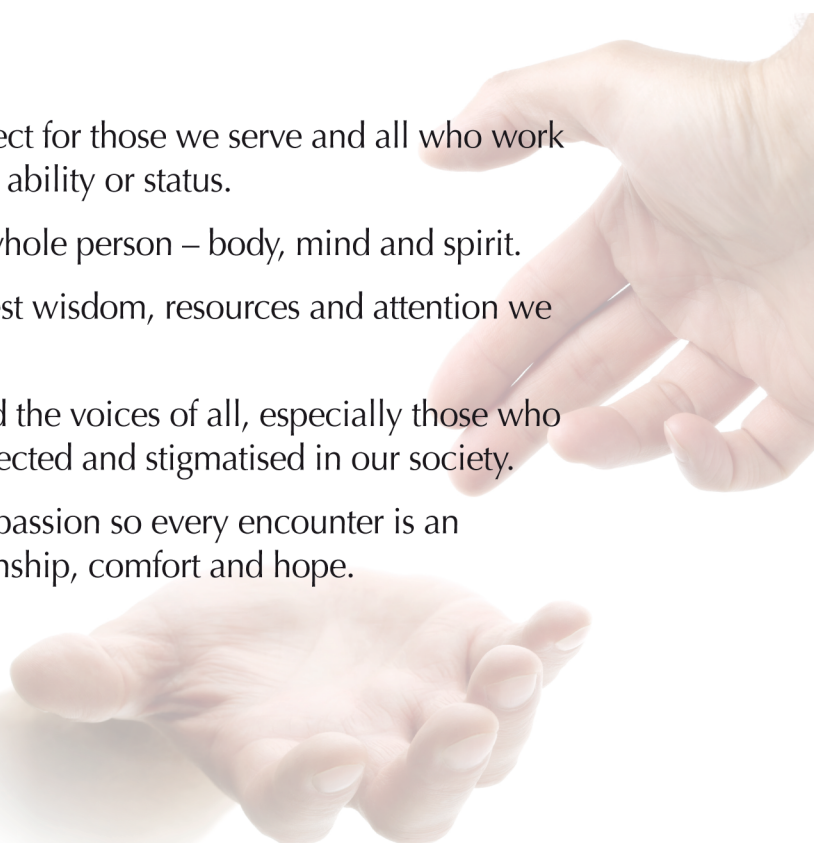 ect for those we serve and all who work
ability or status.
whole person – body, mind and spirit.
st wisdom, resources and attention we
d the voices of all, especially those who
ected and stigmatised in our society.
passion so every encounter is an
nship, comfort and hope.